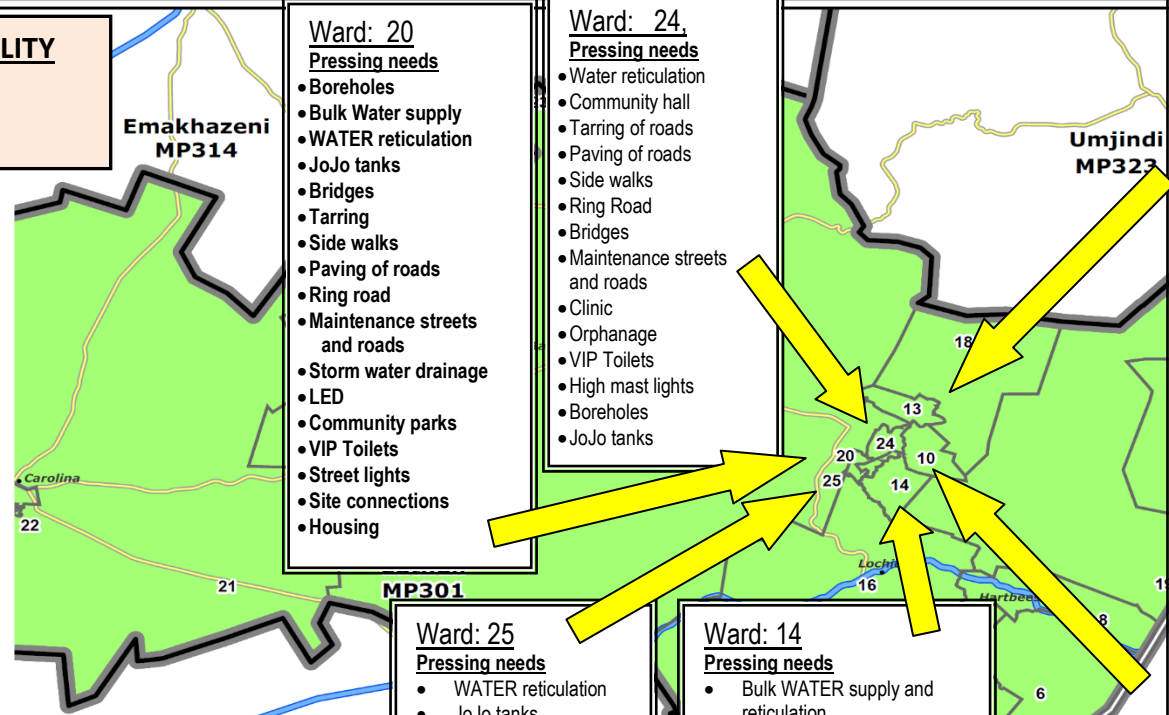 LITY
Emakhazeni
MP314
Ward: 20
Pressing needs
• Boreholes
• Bulk Water supply
• WATER reticulation
• JoJo tanks
• Bridges
• Tarring
• Side walks
• Paving of roads
• Ring road
• Maintenance streets
and roads
• Storm water drainage
• LED
• Community parks
• VIP Toilets
• Street lights
• Site connections
• Housing
Ward: 24,
Pressing needs
• Water reticulation
• Community hall
• Tarring of roads
• Paving of roads
• Side walks
• Ring Road
• Bridges
• Maintenance streets
and roads
• Clinic
• Orphanage
• VIP Toilets
• High mast lights
• Boreholes
• JoJo tanks
Umjindi
MP323
18
13
24
20
10
25
14
Carolina
22
21
MP301
16
8
6
Ward: 25
Pressing needs
• WATER reticulation
• JoJo tanks
Ward: 14
Pressing needs
• Bulk WATER supply and
reticulation